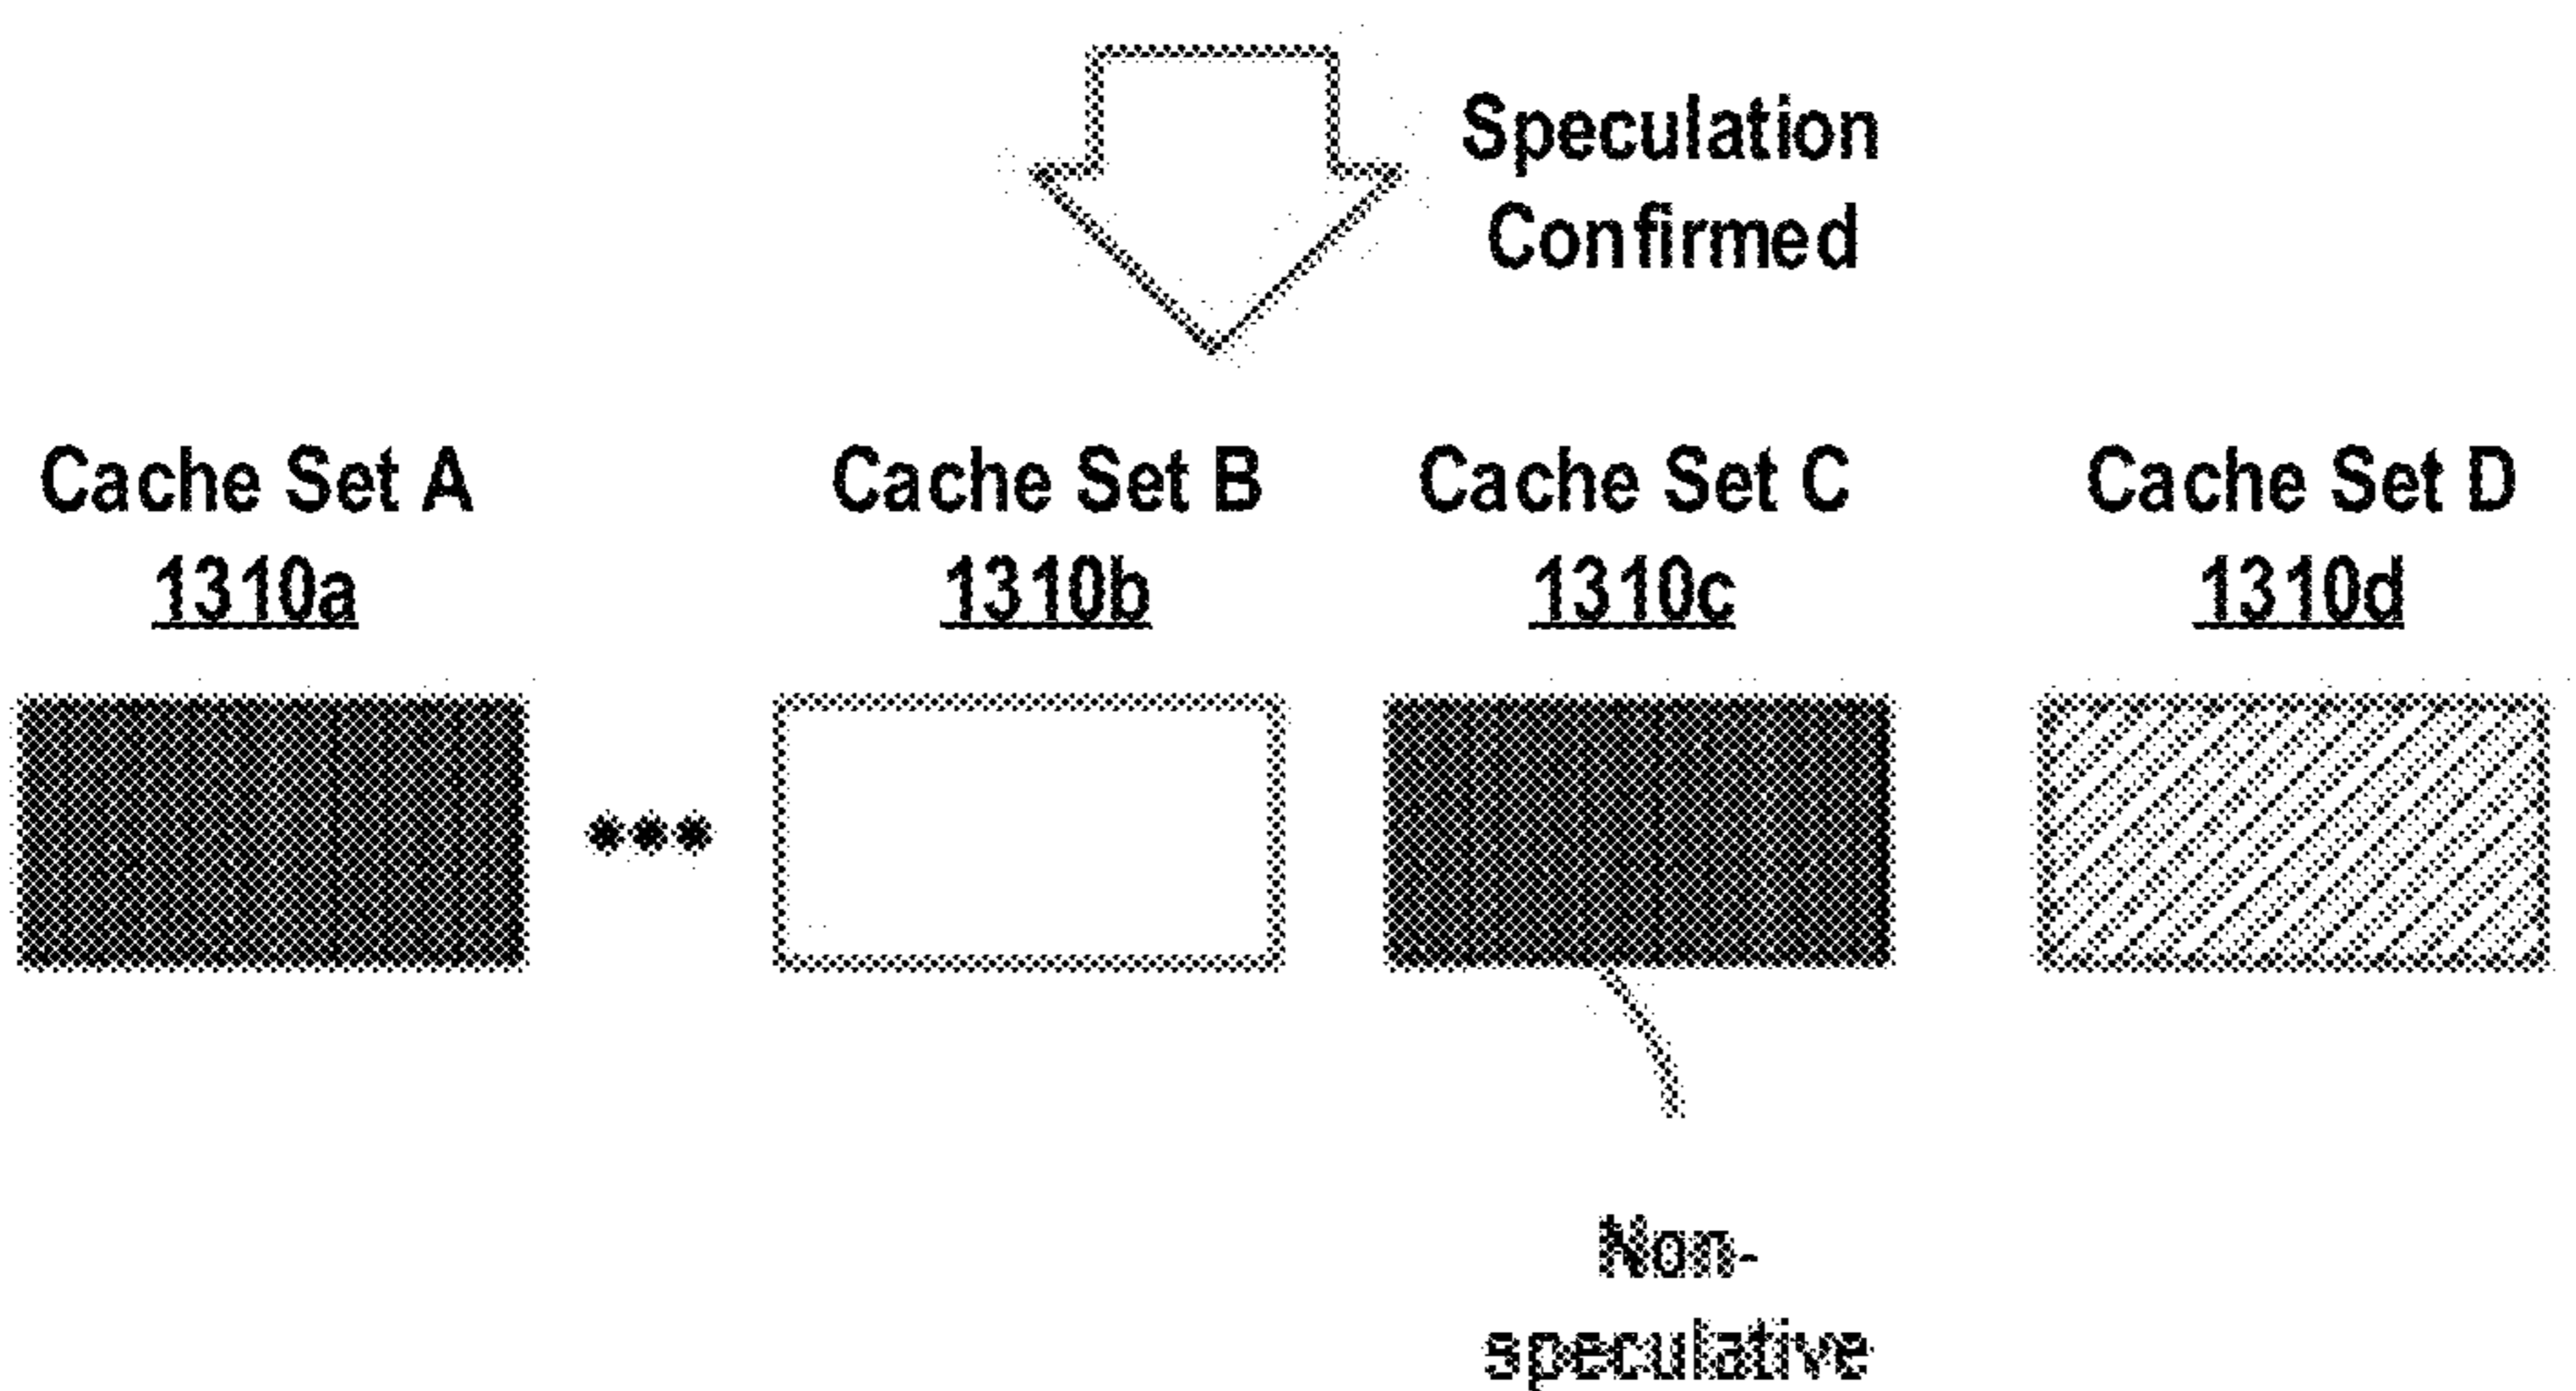 Speculation
Confirmed
Cache Set A
1310a
Cache Set B
1310b
Cache Set C
1310c
Cache Set D
1310d
***
Non-
speculative